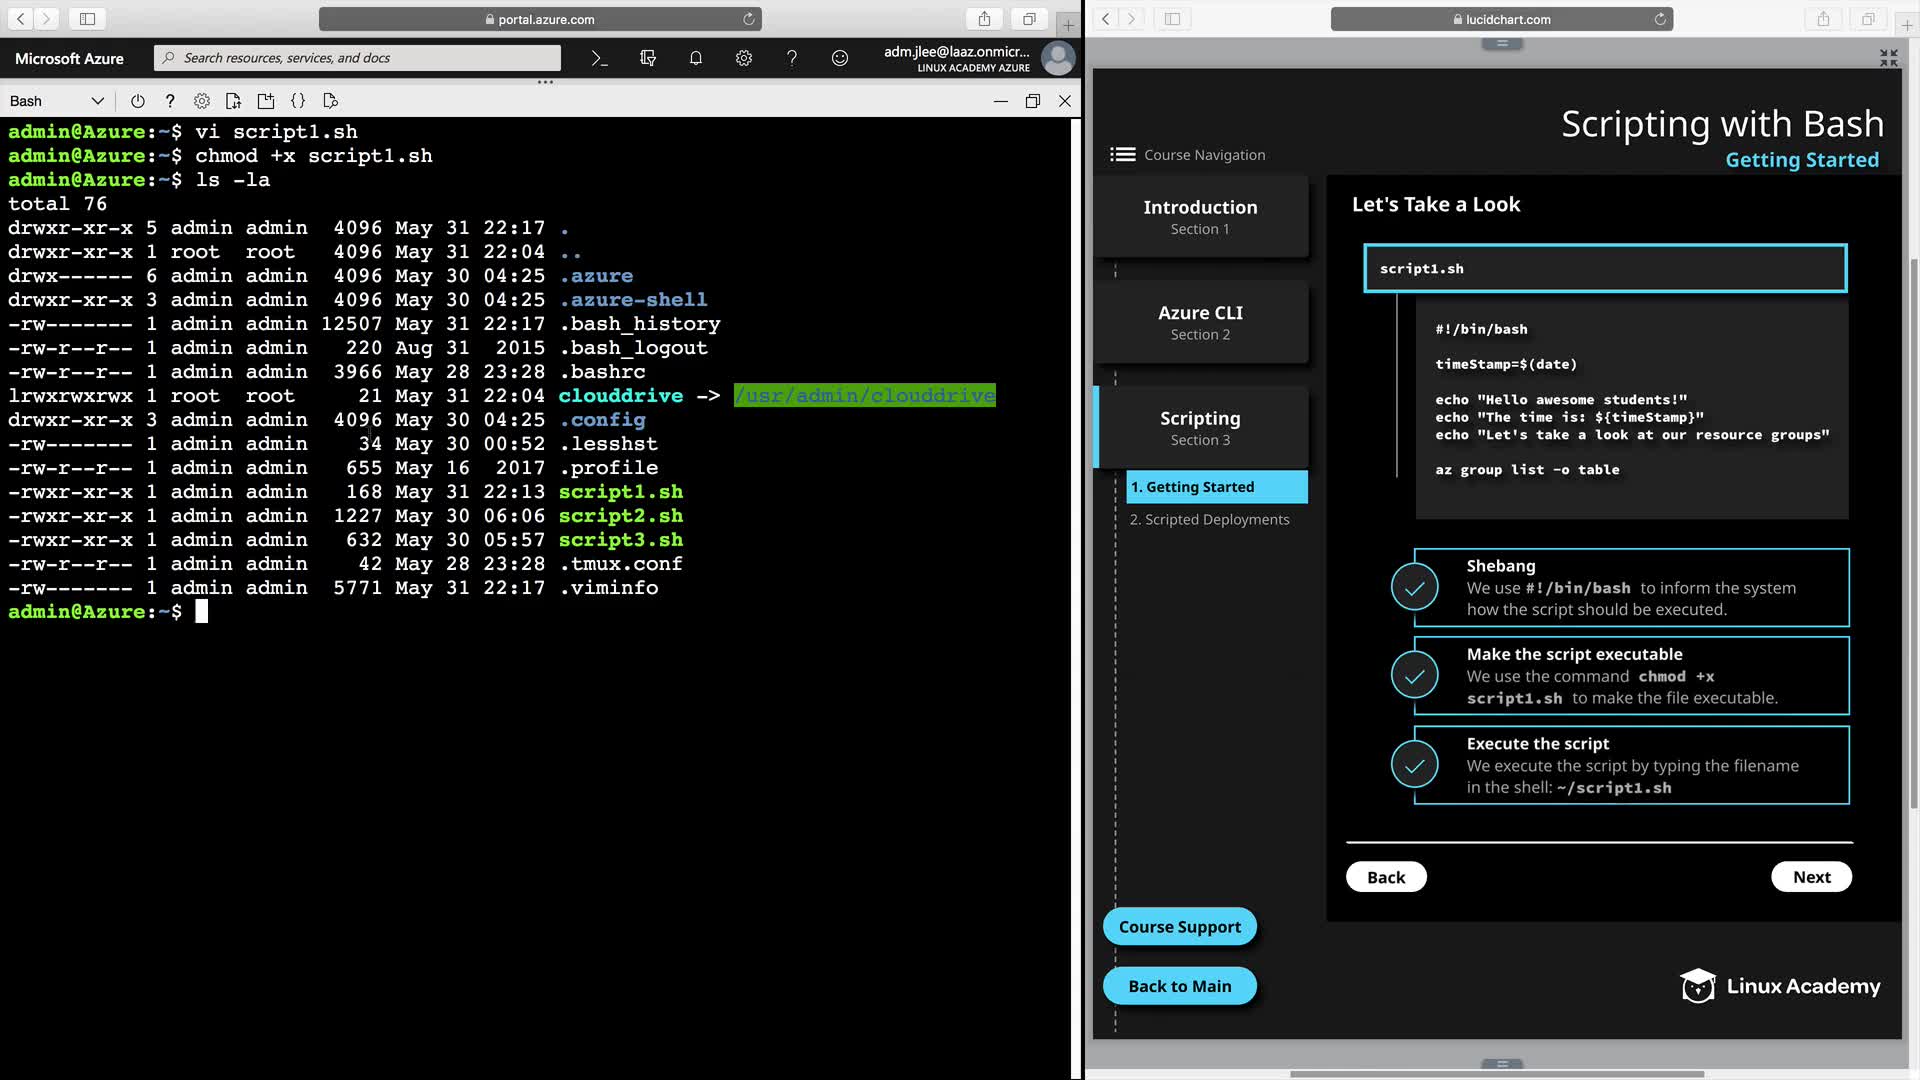 portal.azure.com
Microsoft Azure
Search resources, services, and docs
adm.jlee@laaz.onmicr...
LINUX ACADEMY AZURE
Bash
admin@Azure:~$ vi script1.sh
admin@Azure:~$ chmod +x script1.sh
admin@Azure:~$ ls -la
total 76
drwxr-xr-x 5 admin admin  4096 May 31 22:17 .
drwxr-xr-x 1 root  root   4096 May 31 22:04 ..
drwx------ 6 admin admin  4096 May 30 04:25 .azure
drwxr-xr-x 3 admin admin  4096 May 30 04:25 .azure-shell
-rw------- 1 admin admin 12507 May 31 22:17 .bash_history
-rw-r--r-- 1 admin admin   220 Aug 31  2015 .bash_logout
-rw-r--r-- 1 admin admin  3966 May 28 23:28 .bashrc
lrwxrwxrwx 1 root  root     21 May 31 22:04 clouddrive -> /usr/admin/clouddrive
drwxr-xr-x 3 admin admin  4096 May 30 04:25 .config
-rw------- 1 admin admin    34 May 30 00:52 .lesshst
-rw-r--r-- 1 admin admin   655 May 16  2017 .profile
-rwxr-xr-x 1 admin admin   168 May 31 22:13 script1.sh
-rwxr-xr-x 1 admin admin  1227 May 30 06:06 script2.sh
-rwxr-xr-x 1 admin admin   632 May 30 05:57 script3.sh
-rw-r--r-- 1 admin admin    42 May 28 23:28 .tmux.conf
-rw------- 1 admin admin  5771 May 31 22:17 .viminfo
admin@Azure:~$
lucidchart.com
Scripting with Bash
Getting Started
Course Navigation
Introduction
Section 1
Azure CLI
Section 2
Scripting
Section 3
1. Getting Started
2. Scripted Deployments
Course Support
Back to Main
Let's Take a Look
script1.sh
#!/bin/bash
timeStamp=$(date)
echo "Hello awesome students!"
echo "The time is: ${timeStamp}"
echo "Let's take a look at our resource groups"
az group list -o table
Shebang
We use #!/bin/bash to inform the system
how the script should be executed.
Make the script executable
We use the command chmod +x
script1.sh to make the file executable.
Execute the script
We execute the script by typing the filename
in the shell: ~/script1.sh
Back
Next
Linux Academy